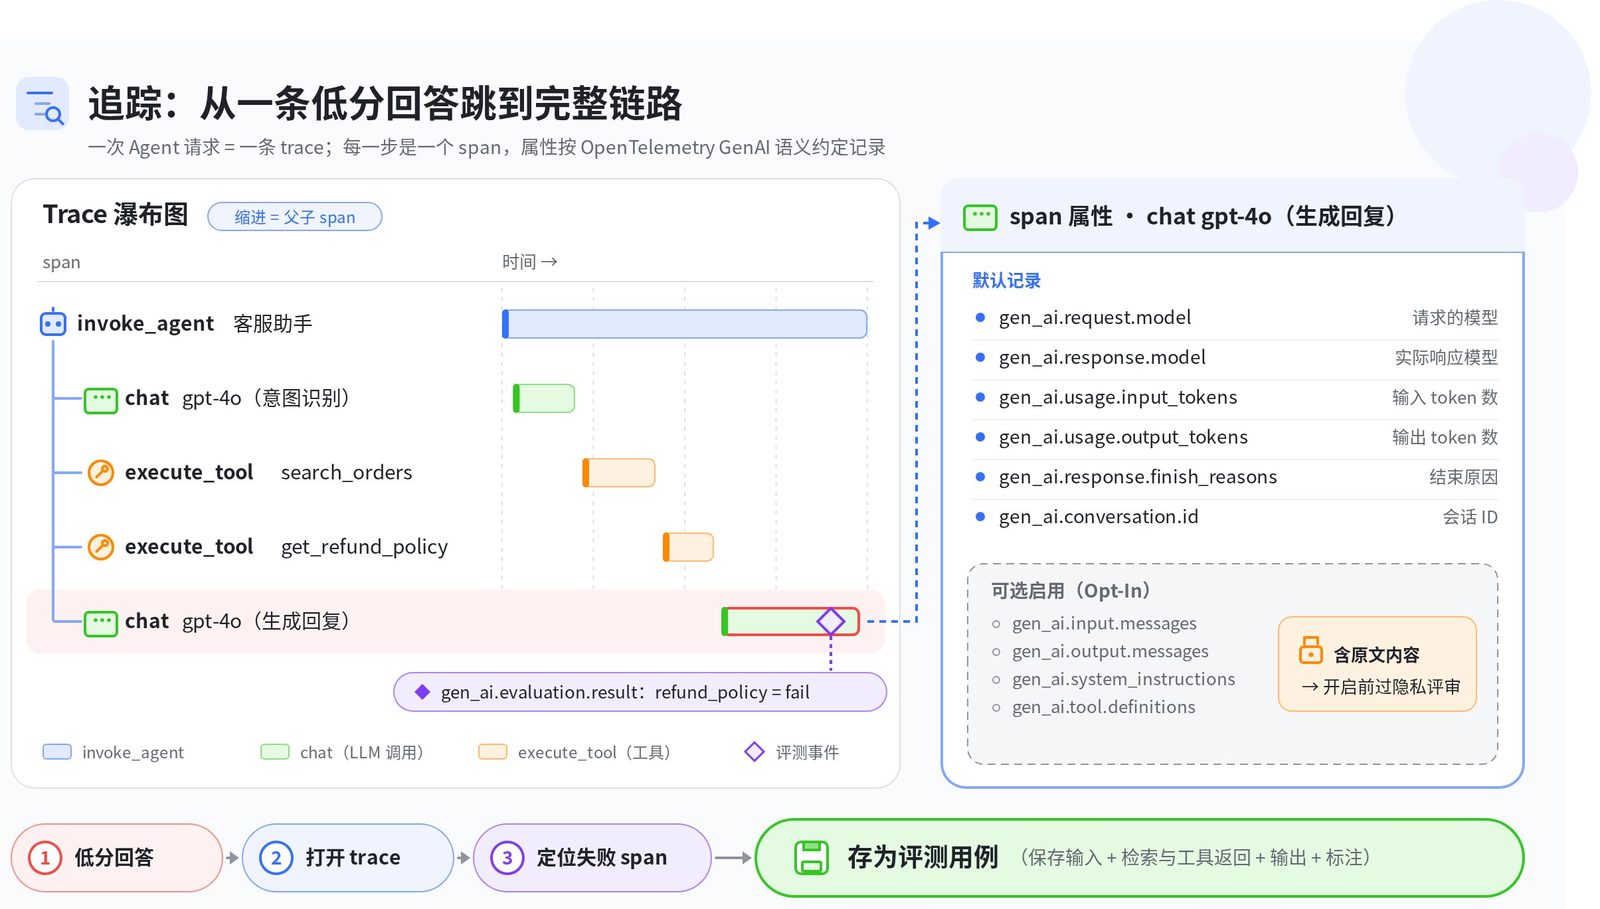 追踪：从一条低分回答跳到完整链路
一次 Agent 请求 = 一条 trace；每一步是一个 span，属性按 OpenTelemetry GenAI 语义约定记录
Trace 瀑布图
缩进 = 父子 span
span
时间 →
invoke_agent 客服助手
chat gpt-4o（意图识别）
execute_tool search_orders
execute_tool get_refund_policy
chat gpt-4o（生成回复）
gen_ai.evaluation.result：refund_policy = fail
invoke_agent
chat（LLM 调用）
execute_tool（工具）
评测事件
span 属性 · chat gpt-4o（生成回复）
默认记录
gen_ai.request.model 请求的模型
gen_ai.response.model 实际响应模型
gen_ai.usage.input_tokens 输入 token 数
gen_ai.usage.output_tokens 输出 token 数
gen_ai.response.finish_reasons 结束原因
gen_ai.conversation.id 会话 ID
可选启用（Opt-In）
gen_ai.input.messages
gen_ai.output.messages
gen_ai.system_instructions
gen_ai.tool.definitions
含原文内容
→ 开启前过隐私评审
1 低分回答
2 打开 trace
3 定位失败 span
存为评测用例（保存输入 + 检索与工具返回 + 输出 + 标注）